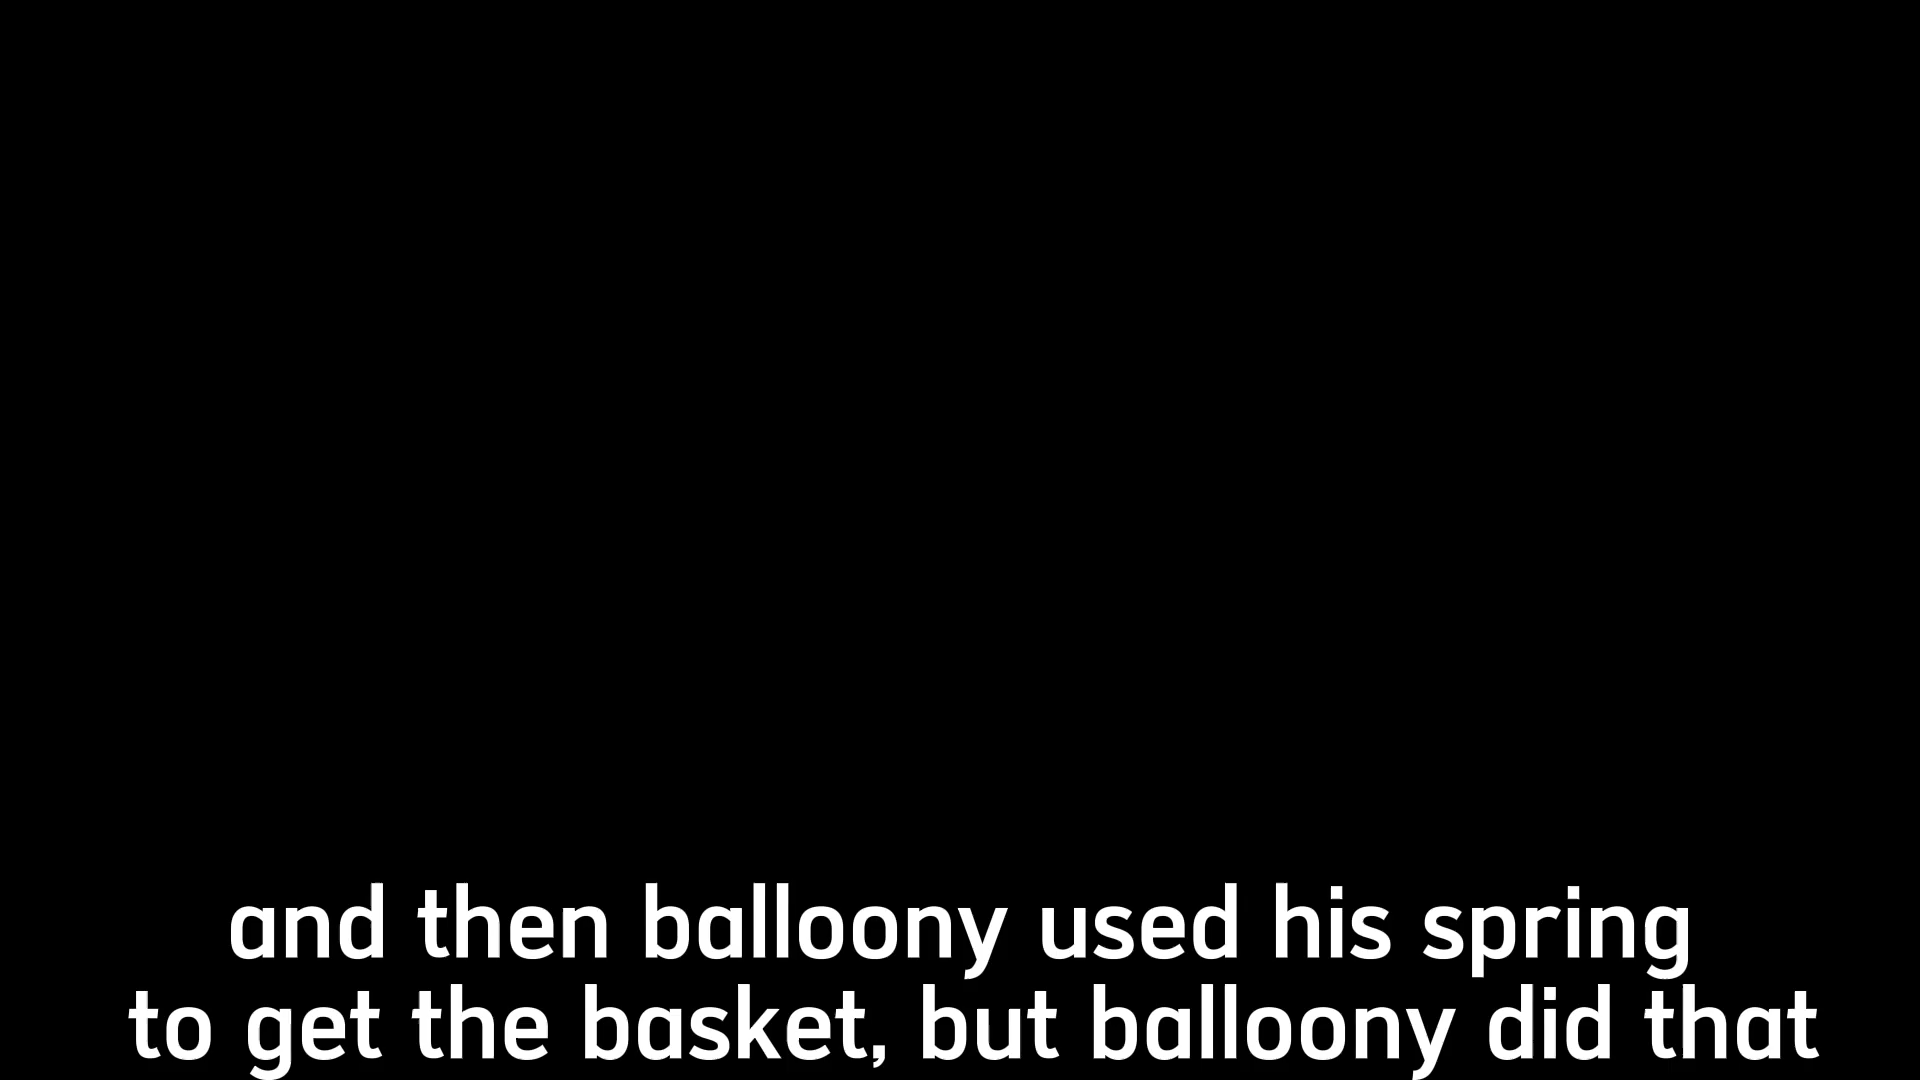 and then balloony used his spring
to get the basket, but balloony did that